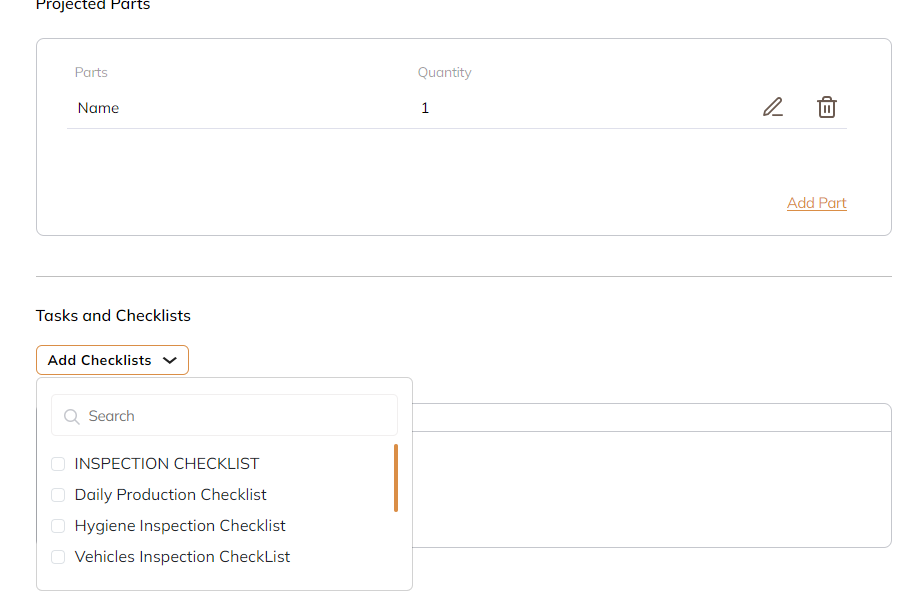 Projected Parts
Parts Quantity
Name 1
Add Part
Tasks and Checklists
Add Checklists
Search
INSPECTION CHECKLIST
Daily Production Checklist
Hygiene Inspection Checklist
Vehicles Inspection CheckList